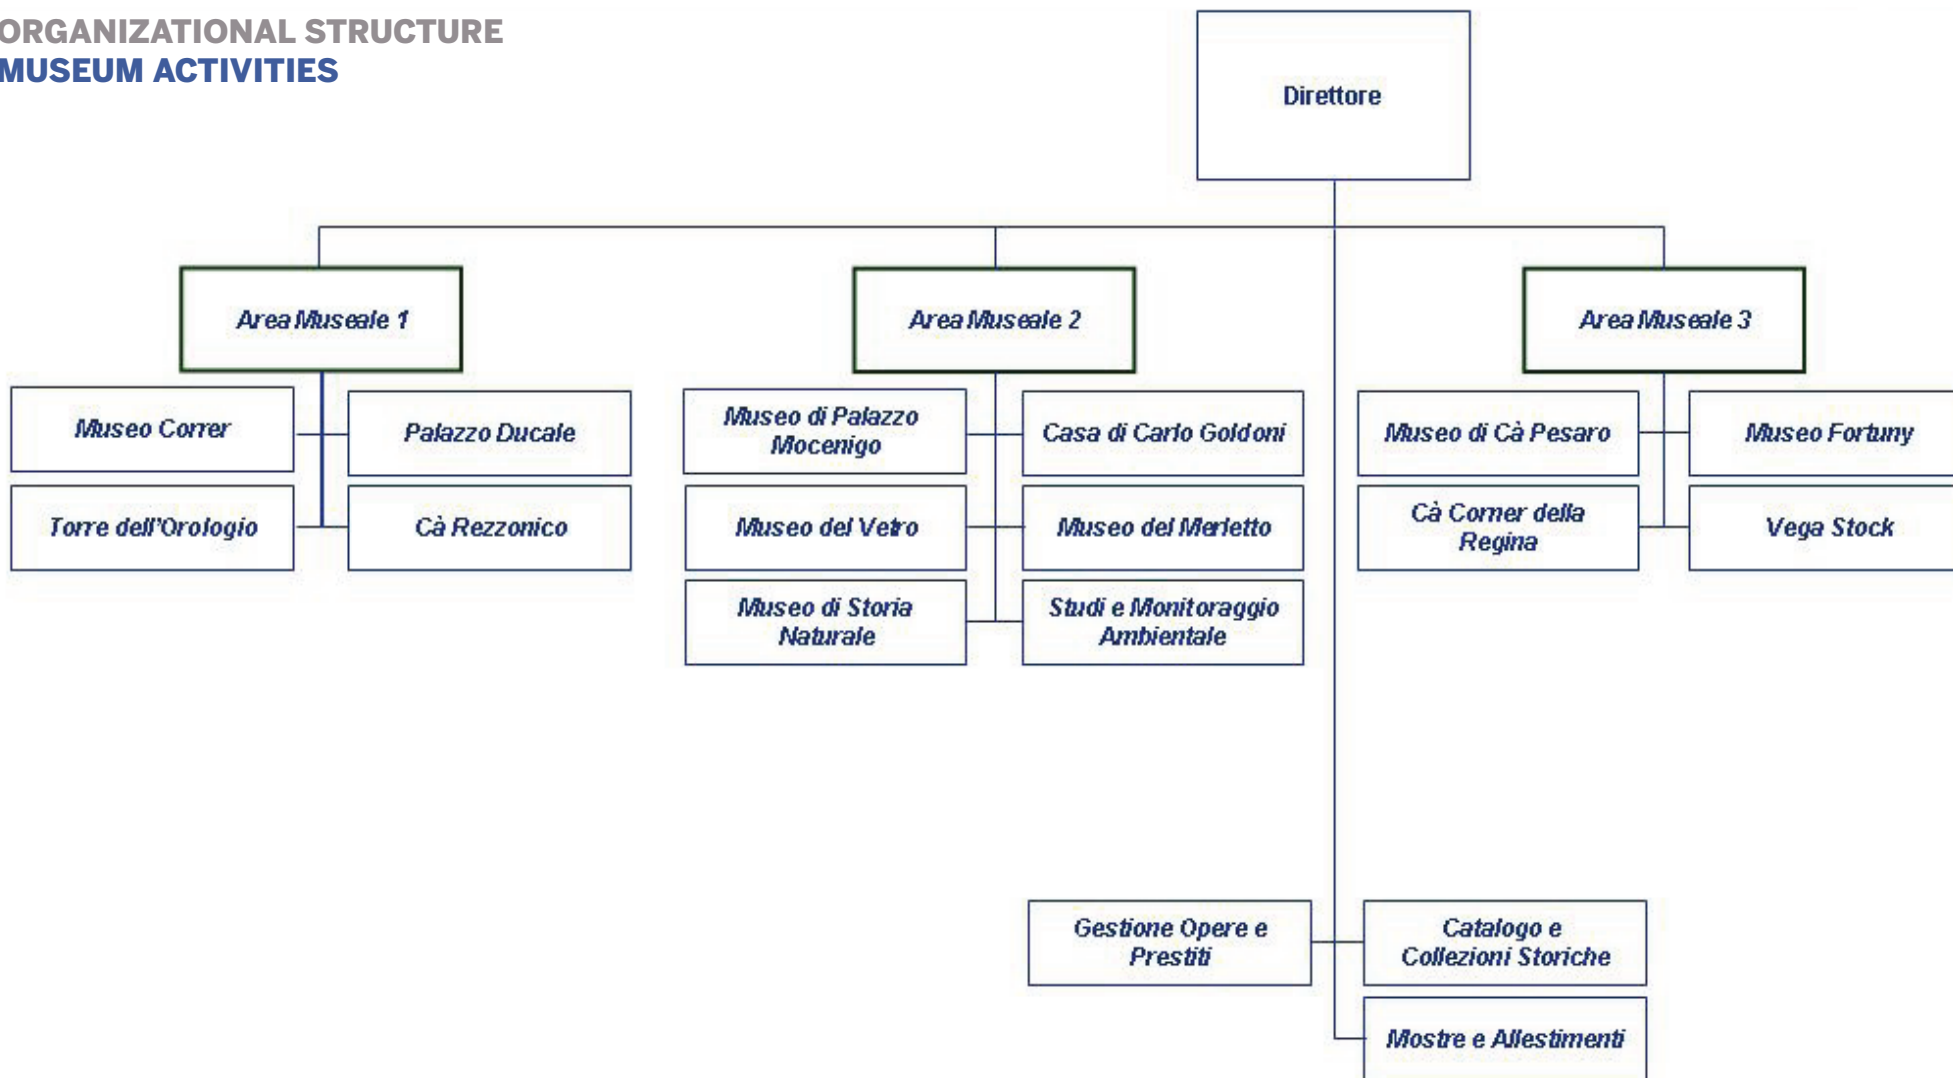 ORGANIZATIONAL STRUCTURE
MUSEUM ACTIVITIES
Direttore
Area Museale 1
Area Museale 2
Area Museale 3
Museo Correr
Palazzo Ducale
Torre dell'Orologio
Cà Rezzonico
Museo di Palazzo
Mocenigo
Casa di Carlo Goldoni
Museo del Vetro
Museo del Merletto
Museo di Storia
Naturale
Studi e Monitoraggio
Ambientale
Museo di Cà Pesaro
Museo Fortuny
Cà Corner della
Regina
Vega Stock
Gestione Opere e
Prestiti
Catalogo e
Collezioni Storiche
Mostre e Allestimenti